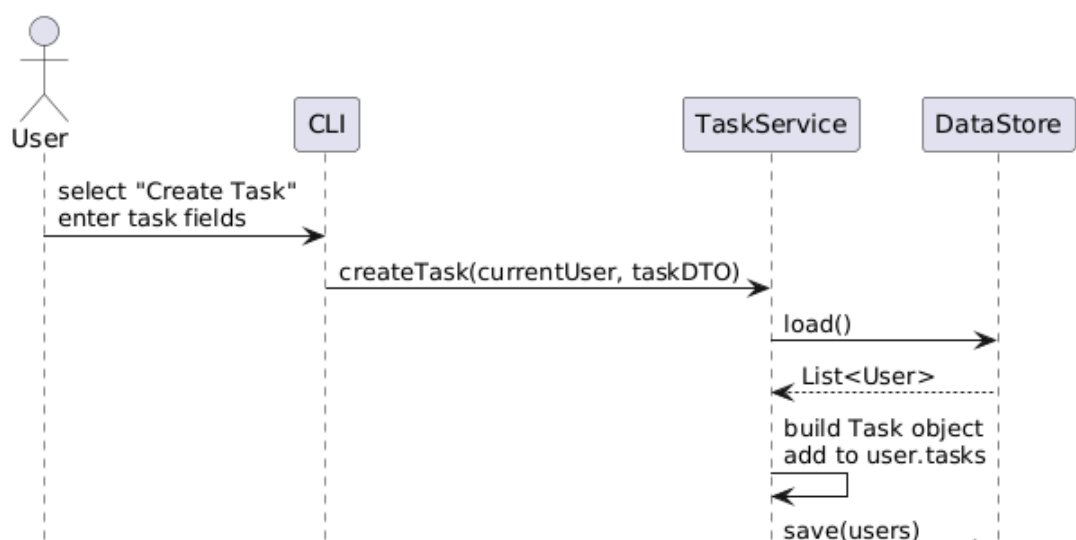 User
CLI
TaskService
DataStore
select "Create Task"
enter task fields
createTask(currentUser, taskDTO)
load()
List<User>
build Task object
add to user.tasks
save(users)